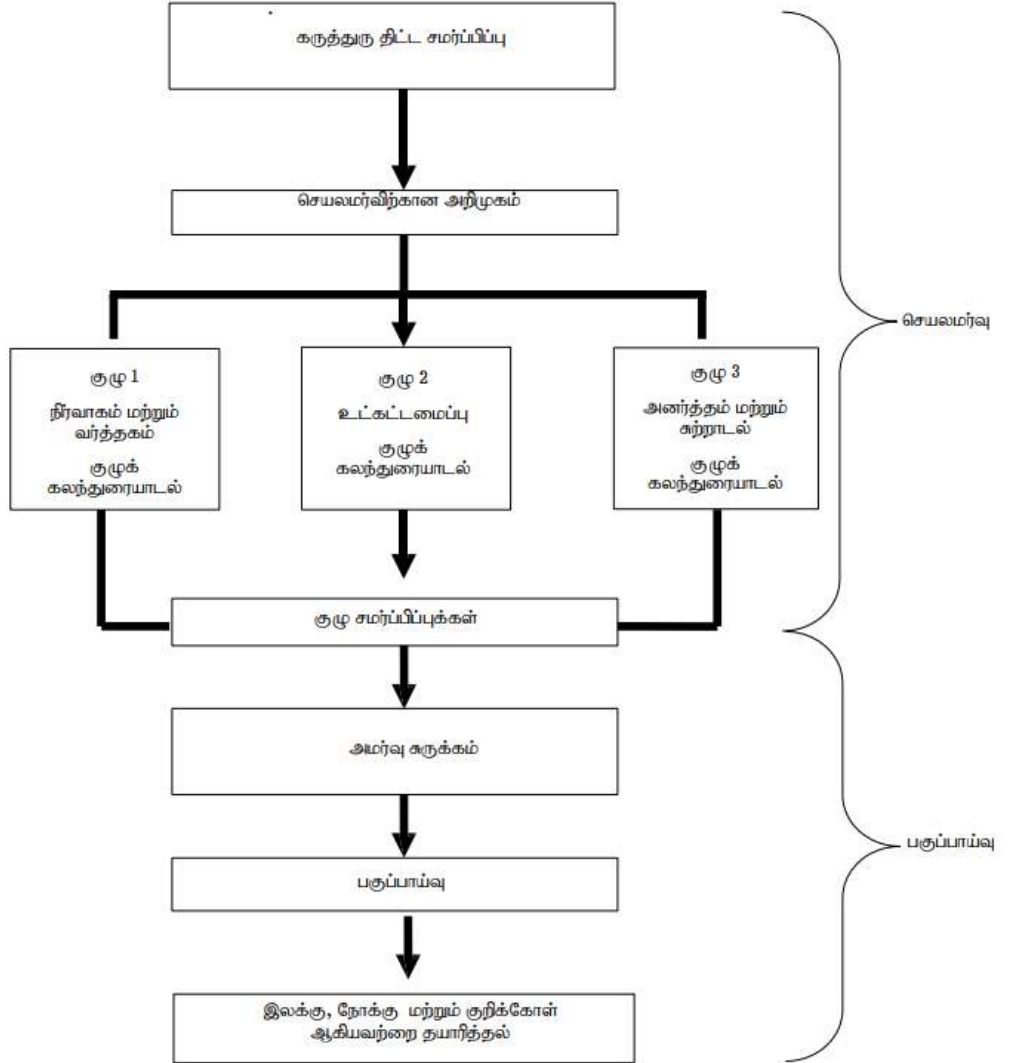 கருத்துரு திட்ட சமர்ப்பிப்பு
செயலமர்விற்கான அறிமுகம்
செயலமர்வு
குழு 1
நிர்வாகம் மற்றும்
வர்த்தகம்
குழுக்
கலந்துரையாடல்
குழு 2
உட்கட்டமைப்பு
குழுக்
கலந்துரையாடல்
குழு 3
அனர்த்தம் மற்றும்
சுற்றாடல்
குழுக்
கலந்துரையாடல்
குழு சமர்ப்பிப்புக்கள்
அமர்வு சுருக்கம்
பகுப்பாய்வு
பகுப்பாய்வு
இலக்கு, நோக்கு மற்றும் குறிக்கோள்
ஆகியவற்றை தயாரித்தல்